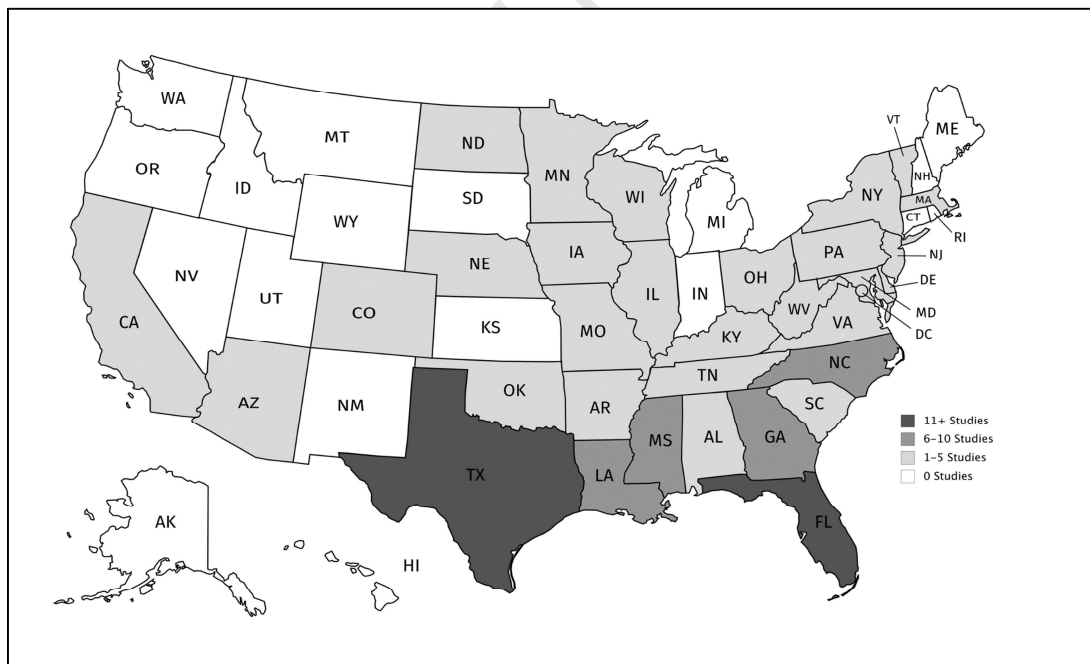 WA
MT
ND
MN
OR
ID
WY
SD
WI
MI
NY
VT
ME
NH
MA
CT
RI
NV
UT
CO
NE
IA
IL
IN
OH
PA
NJ
DE
MD
DC
CA
KS
MO
KY
WV
VA
AZ
NM
OK
AR
TN
NC
SC
TX
LA
MS
AL
GA
FL
AK
HI
11+ Studies
6–10 Studies
1–5 Studies
0 Studies